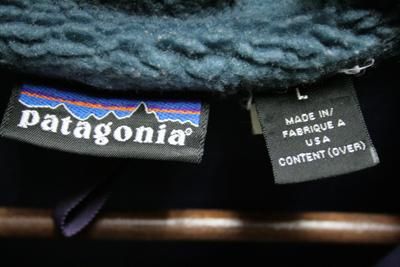 patagonia®
L
MADE IN/
FABRIQUE A
USA
CONTENT (OVER)